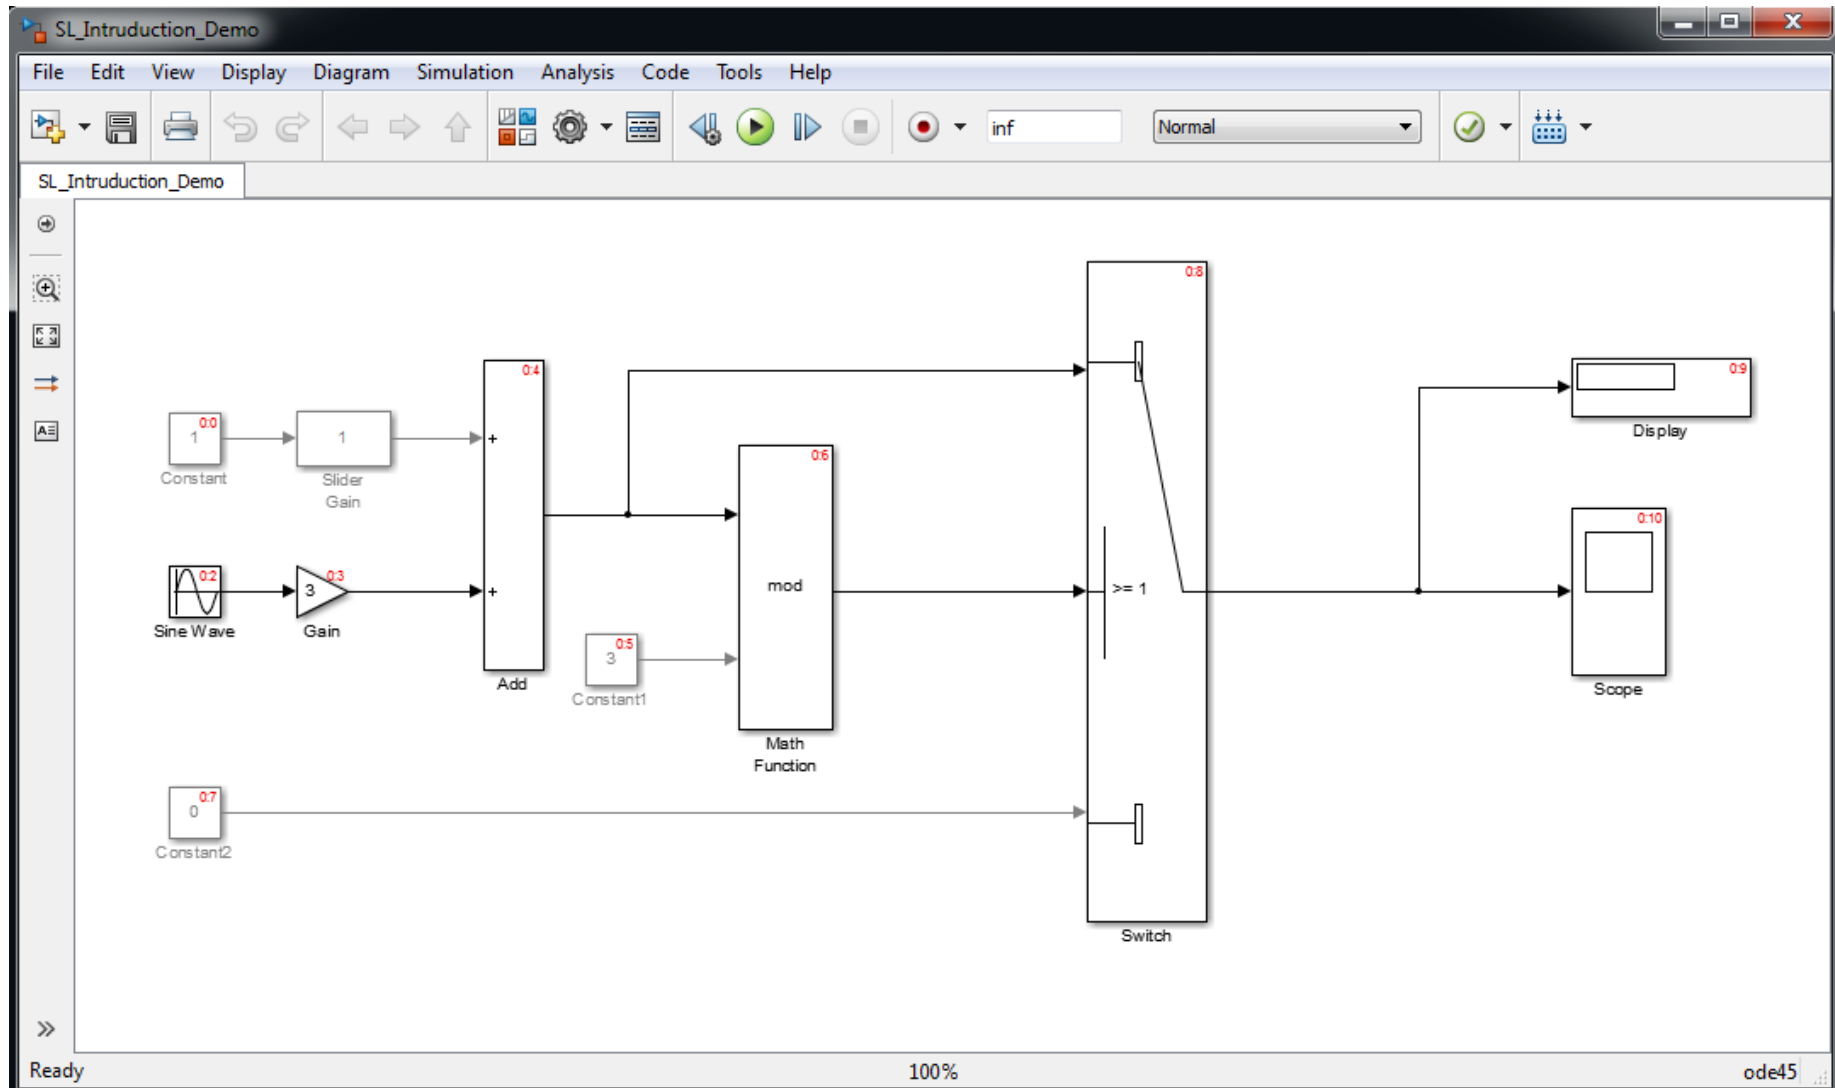 SL_Intruduction_Demo
File Edit View Display Diagram Simulation Analysis Code Tools Help
inf Normal
SL_Intruduction_Demo
0:8
0:4
0:9
Display
0:0
1
Constant
1
Slider
Gain
+
0:6
mod
Math
Function
0:10
Scope
0:2
Sine Wave
0:3
3
Gain
+
Add
>= 1
0:5
3
Constant1
0:7
0
Constant2
Switch
Ready 100% ode45